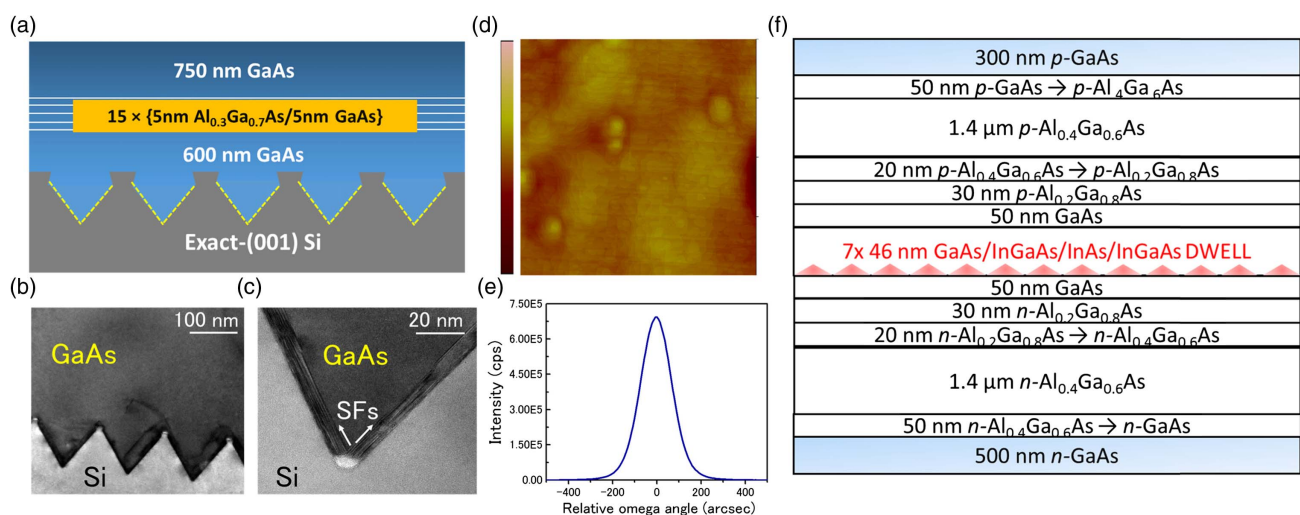 (a)
750 nm GaAs
15 × {5nm Al0.3Ga0.7As/5nm GaAs}
600 nm GaAs
Exact-(001) Si
(b)
100 nm
GaAs
Si
(c)
20 nm
GaAs
SFs
Si
(d)
(e)
7.50E5
6.00E5
4.50E5
3.00E5
1.50E5
0.00
Intensity (cps)
-400
-200
0
200
400
Relative omega angle (arcsec)
(f)
300 nm p-GaAs
50 nm p-GaAs → p-Al.4Ga.6As
1.4 µm p-Al0.4Ga0.6As
20 nm p-Al0.4Ga0.6As → p-Al0.2Ga0.8As
30 nm p-Al0.2Ga0.8As
50 nm GaAs
7x 46 nm GaAs/InGaAs/InAs/InGaAs DWELL
50 nm GaAs
30 nm n-Al0.2Ga0.8As
20 nm n-Al0.2Ga0.8As → n-Al0.4Ga0.6As
1.4 µm n-Al0.4Ga0.6As
50 nm n-Al0.4Ga0.6As → n-GaAs
500 nm n-GaAs